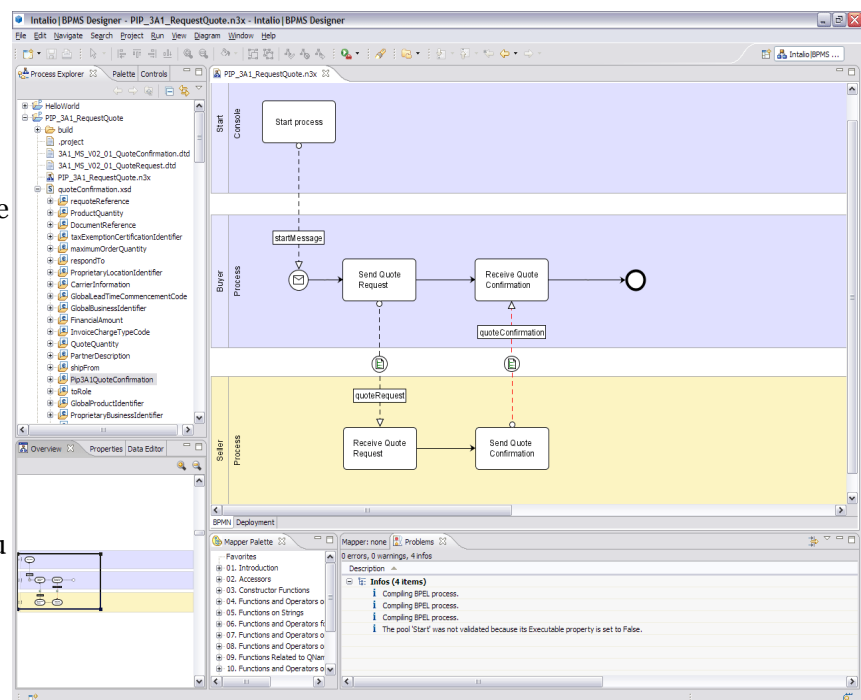 Intalio|BPMS Designer - PIP_3A1_RequestQuote.n3x - Intalio|BPMS Designer
File Edit Navigate Search Project Run View Diagram Window Help
Intalio|BPMS ...
Process Explorer Palette Controls
HelloWorld
PIP_3A1_RequestQuote
build
.project
3A1_MS_V02_01_QuoteConfirmation.dtd
3A1_MS_V02_01_QuoteRequest.dtd
PIP_3A1_RequestQuote.n3x
quoteConfirmation.xsd
requoteReference
ProductQuantity
DocumentReference
taxExemptionCertificationIdentifier
maximumOrderQuantity
respondTo
ProprietaryLocationIdentifier
CarrierInformation
GlobalLeadTimeCommencementCode
GlobalBusinessIdentifier
FinancialAmount
InvoiceChargeTypeCode
QuoteQuantity
PartnerDescription
shipFrom
Pip3A1QuoteConfirmation
toRole
GlobalProductIdentifier
ProprietaryBusinessIdentifier
e
u
Overview Properties Data Editor
PIP_3A1_RequestQuote.n3x
Start
Console
Start process
startMessage
Buyer
Process
Send Quote
Request
Receive Quote
Confirmation
quoteConfirmation
quoteRequest
Seller
Process
Receive Quote
Request
Send Quote
Confirmation
BPMN Deployment
Mapper Palette
Favorites
01. Introduction
02. Accessors
03. Constructor Functions
04. Functions and Operators o
05. Functions on Strings
06. Functions and Operators fo
07. Functions and Operators o
08. Functions and Operators o
09. Functions Related to QNam
10. Functions and Operators o
Mapper: none Problems
0 errors, 0 warnings, 4 infos
Description
Infos (4 items)
Compiling BPEL process.
Compiling BPEL process.
Compiling BPEL process.
The pool 'Start' was not validated because its Executable property is set to False.